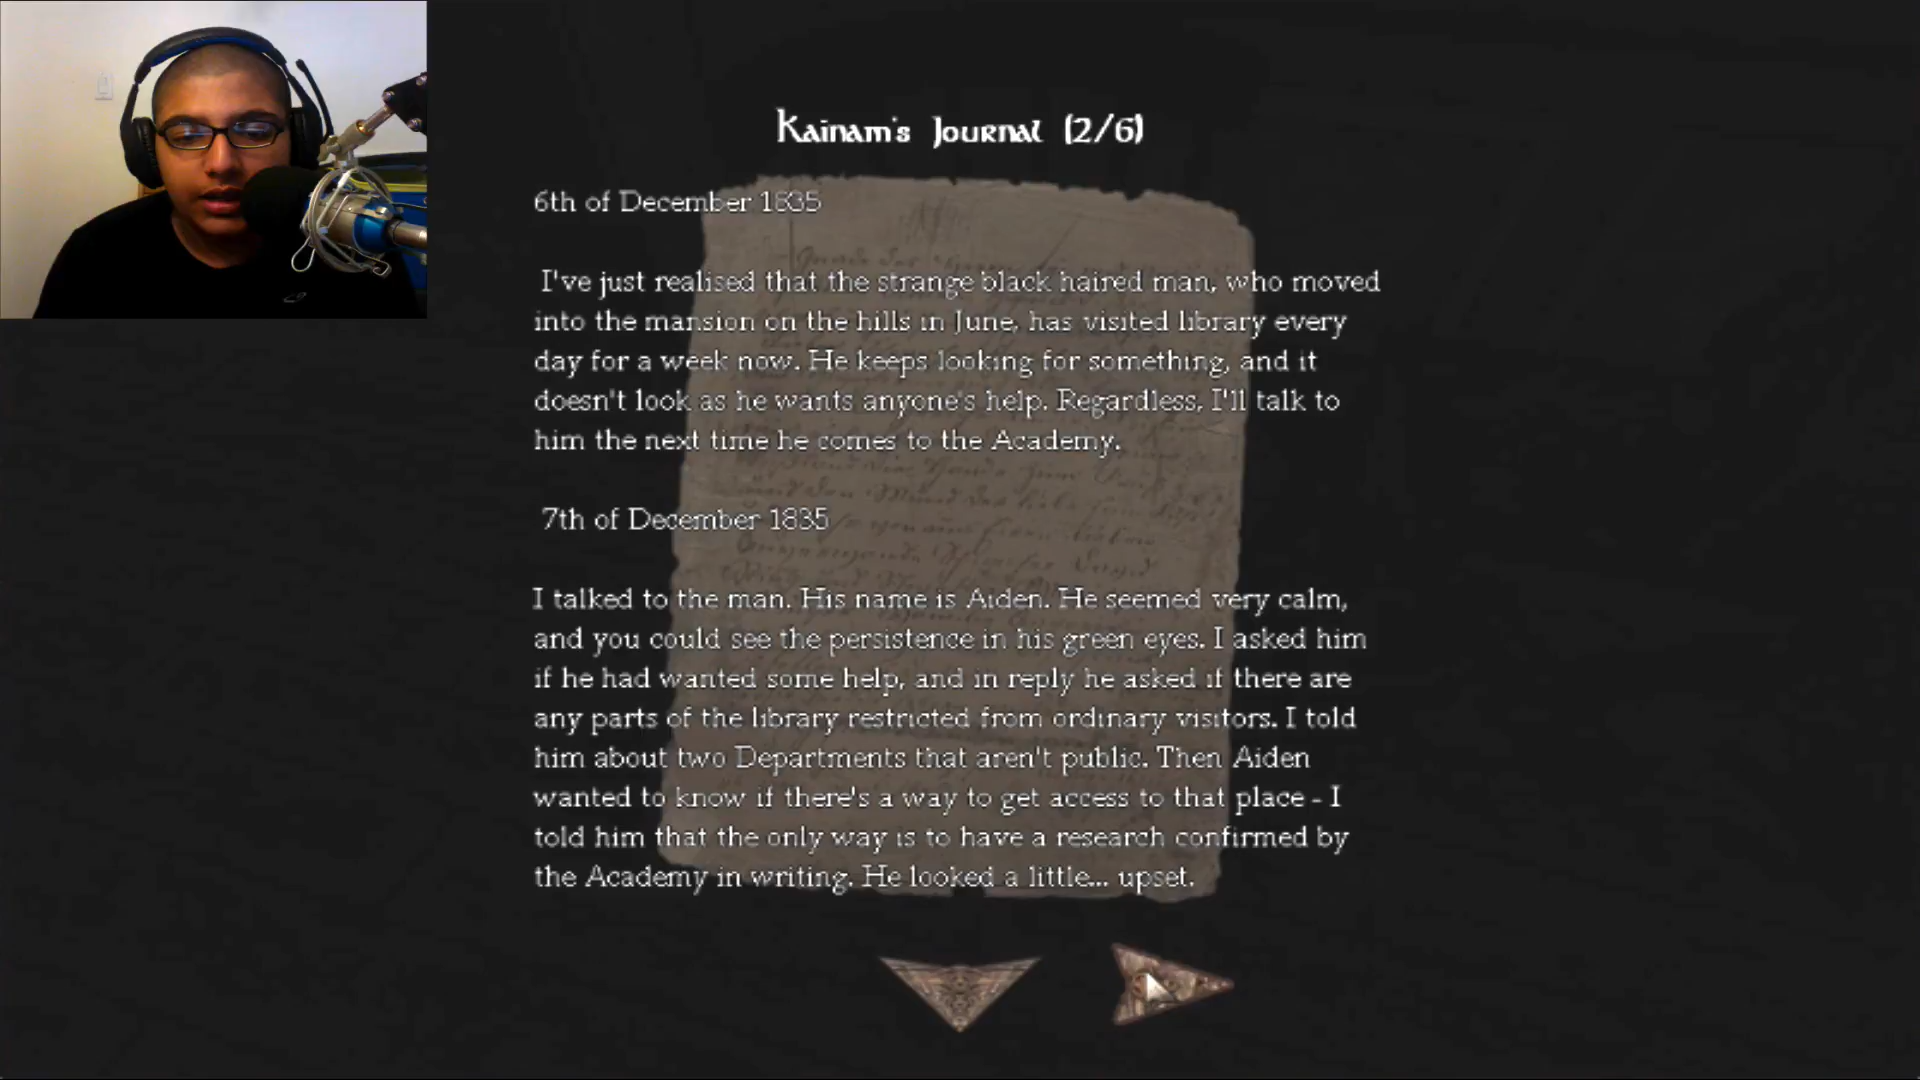 Kainam's Journal (2/6)
6th of December 1835
I've just realised that the strange black haired man, who moved
into the mansion on the hills in June, has visited library every
day for a week now. He keeps looking for something, and it
doesn't look as he wants anyone's help. Regardless, I'll talk to
him the next time he comes to the Academy.
7th of December 1835
I talked to the man. His name is Aiden. He seemed very calm,
and you could see the persistence in his green eyes. I asked him
if he had wanted some help, and in reply he asked if there are
any parts of the library restricted from ordinary visitors. I told
him about two Departments that aren't public. Then Aiden
wanted to know if there's a way to get access to that place - I
told him that the only way is to have a research confirmed by
the Academy in writing. He looked a little... upset.